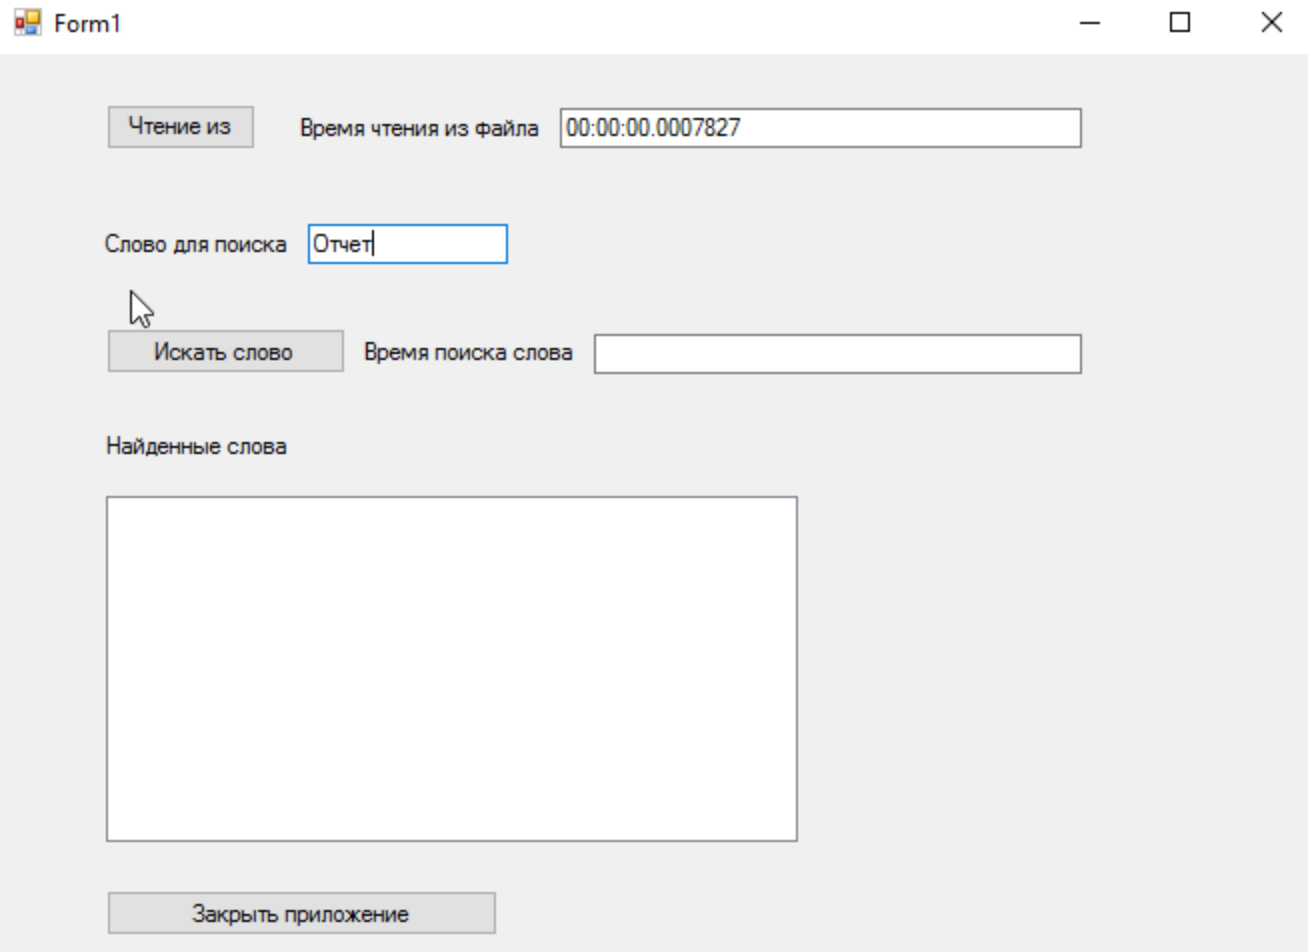 Form1
Чтение из Время чтения из файла 00:00:00.0007827
Слово для поиска Отчет
Искать слово Время поиска слова
Найденные слова
Закрыть приложение